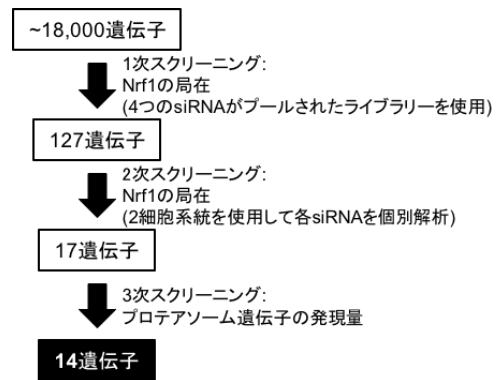 ~18,000遺伝子
1次スクリーニング:
Nrf1の局在
(4つのsiRNAがプールされたライブラリーを使用)
127遺伝子
2次スクリーニング:
Nrf1の局在
(2細胞系統を使用して各siRNAを個別解析)
17遺伝子
3次スクリーニング:
プロテアソーム遺伝子の発現量
14遺伝子